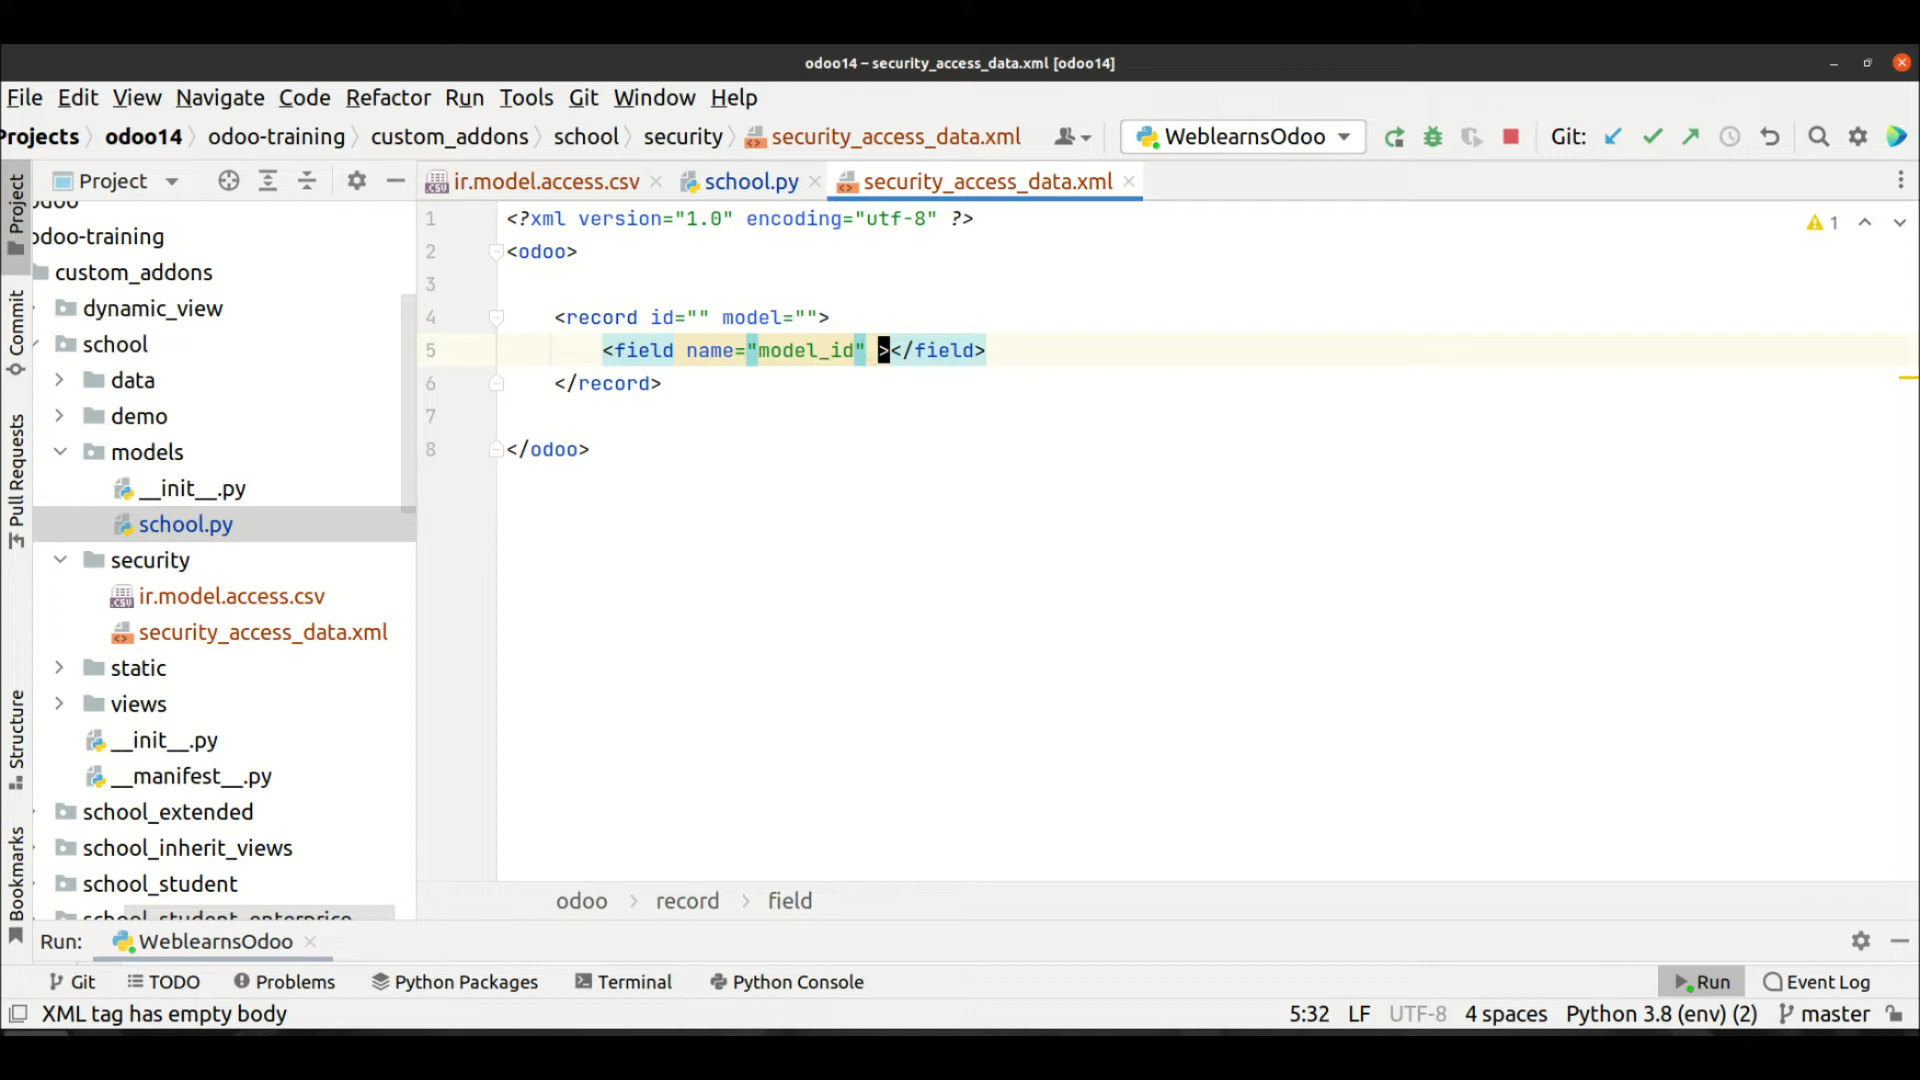 odoo14 – security_access_data.xml [odoo14]
File Edit View Navigate Code Refactor Run Tools Git Window Help
Projects odoo14 odoo-training custom_addons school security security_access_data.xml WeblearnsOdoo Git:
Project ir.model.access.csv school.py security_access_data.xml
odoo-training
custom_addons
dynamic_view
school
data
demo
models
__init__.py
school.py
security
ir.model.access.csv
security_access_data.xml
static
views
__init__.py
__manifest__.py
school_extended
school_inherit_views
school_student
school_student_enterprise
Project
Commit
Pull Requests
Structure
Bookmarks
1 <?xml version="1.0" encoding="utf-8" ?>
2 <odoo>
3
4 <record id="" model="">
5 <field name="model_id" ></field>
6 </record>
7
8 </odoo>
1
odoo record field
Run: WeblearnsOdoo
Git TODO Problems Python Packages Terminal Python Console Run Event Log
XML tag has empty body 5:32 LF UTF-8 4 spaces Python 3.8 (env) (2) master